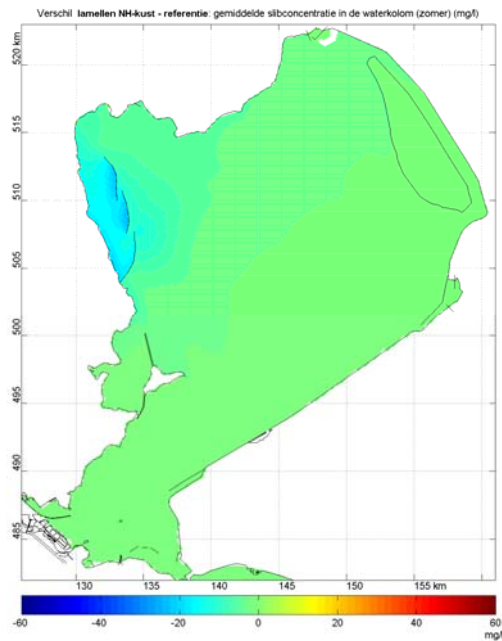 Verschil lamellen NH-kust - referentie: gemiddelde slibconcentratie in de waterkolom (zomer) (mg/l)
520 km
515
510
505
500
495
490
485
130 135 140 145 150 155 km
-60 -40 -20 0 20 40 60
mg/l